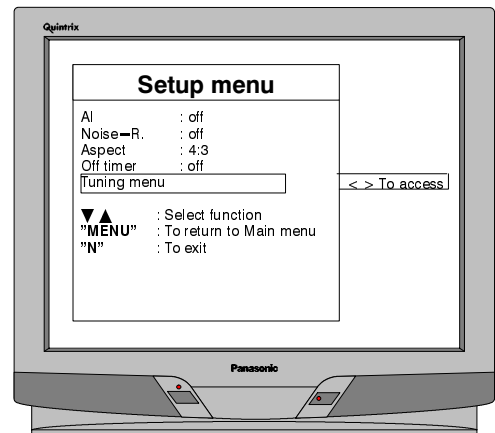 Quintrix
Setup menu
AI : off
Noise–R. : off
Aspect : 4:3
Off timer : off
Tuning menu
< > To access
▼ ▲ : Select function
”MENU” : To return to Main menu
”N” : To exit
Panasonic